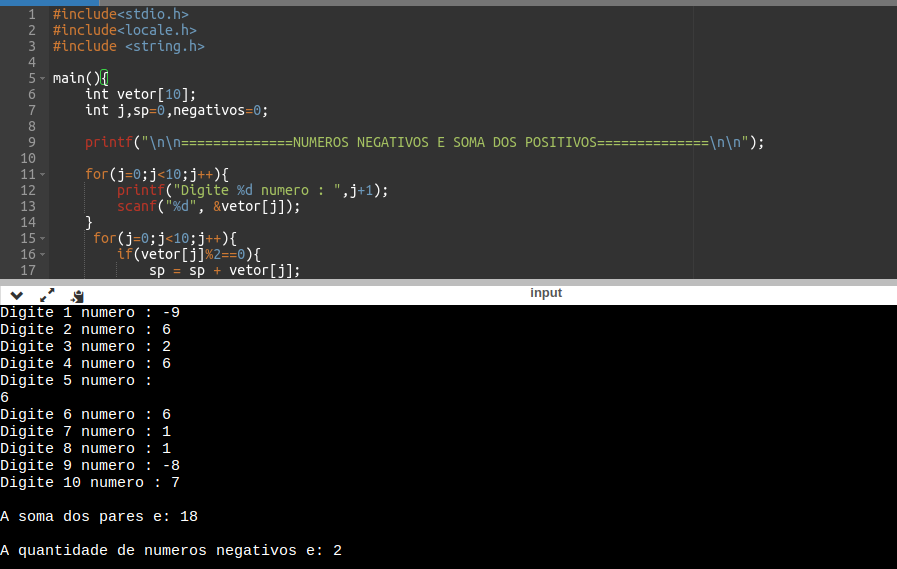 1 #include<stdio.h>
2 #include<locale.h>
3 #include <string.h>
4
5 main(){
6 int vetor[10];
7 int j,sp=0,negativos=0;
8
9 printf("\n\n==============NUMEROS NEGATIVOS E SOMA DOS POSITIVOS==============\n\n");
10
11 for(j=0;j<10;j++){
12 printf("Digite %d numero : ",j+1);
13 scanf("%d", &vetor[j]);
14 }
15 for(j=0;j<10;j++){
16 if(vetor[j]%2==0){
17 sp = sp + vetor[j];
input
Digite 1 numero : -9
Digite 2 numero : 6
Digite 3 numero : 2
Digite 4 numero : 6
Digite 5 numero :
6
Digite 6 numero : 6
Digite 7 numero : 1
Digite 8 numero : 1
Digite 9 numero : -8
Digite 10 numero : 7
A soma dos pares e: 18
A quantidade de numeros negativos e: 2